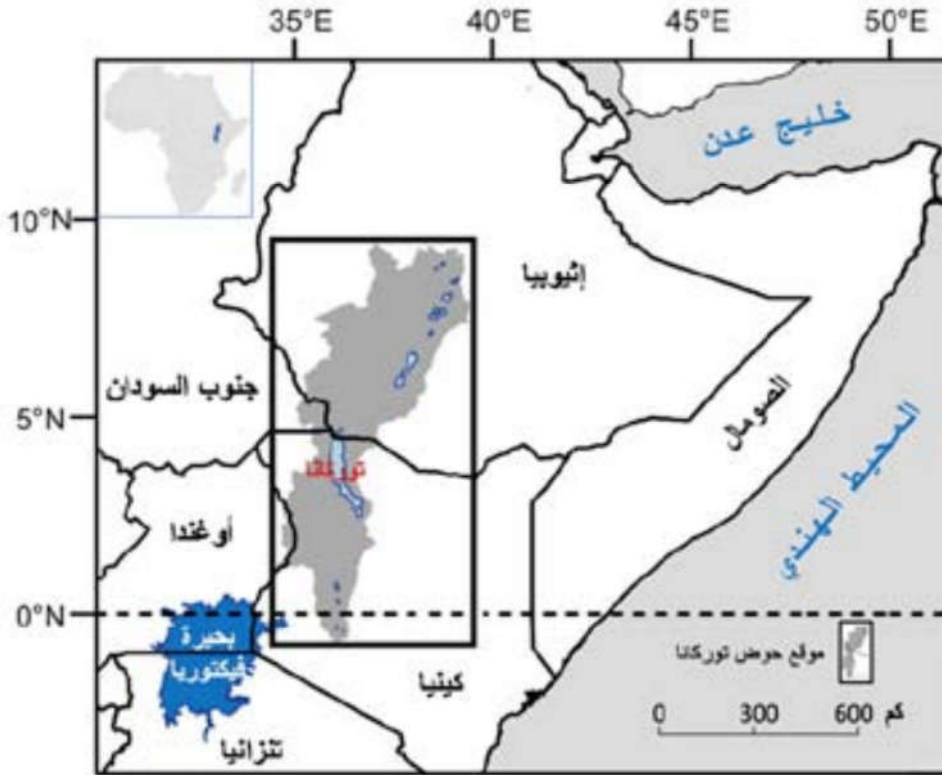 35°E 40°E 45°E 50°E
خليج عدن
10°N
إثيوبيا
جنوب السودان
5°N
الصومال
توركانا
المحيط الهندي
أوغندا
0°N
بحيرة
فيكتوريا
موقع حوض توركانا
كينيا
0 300 600 كم
تنزانيا